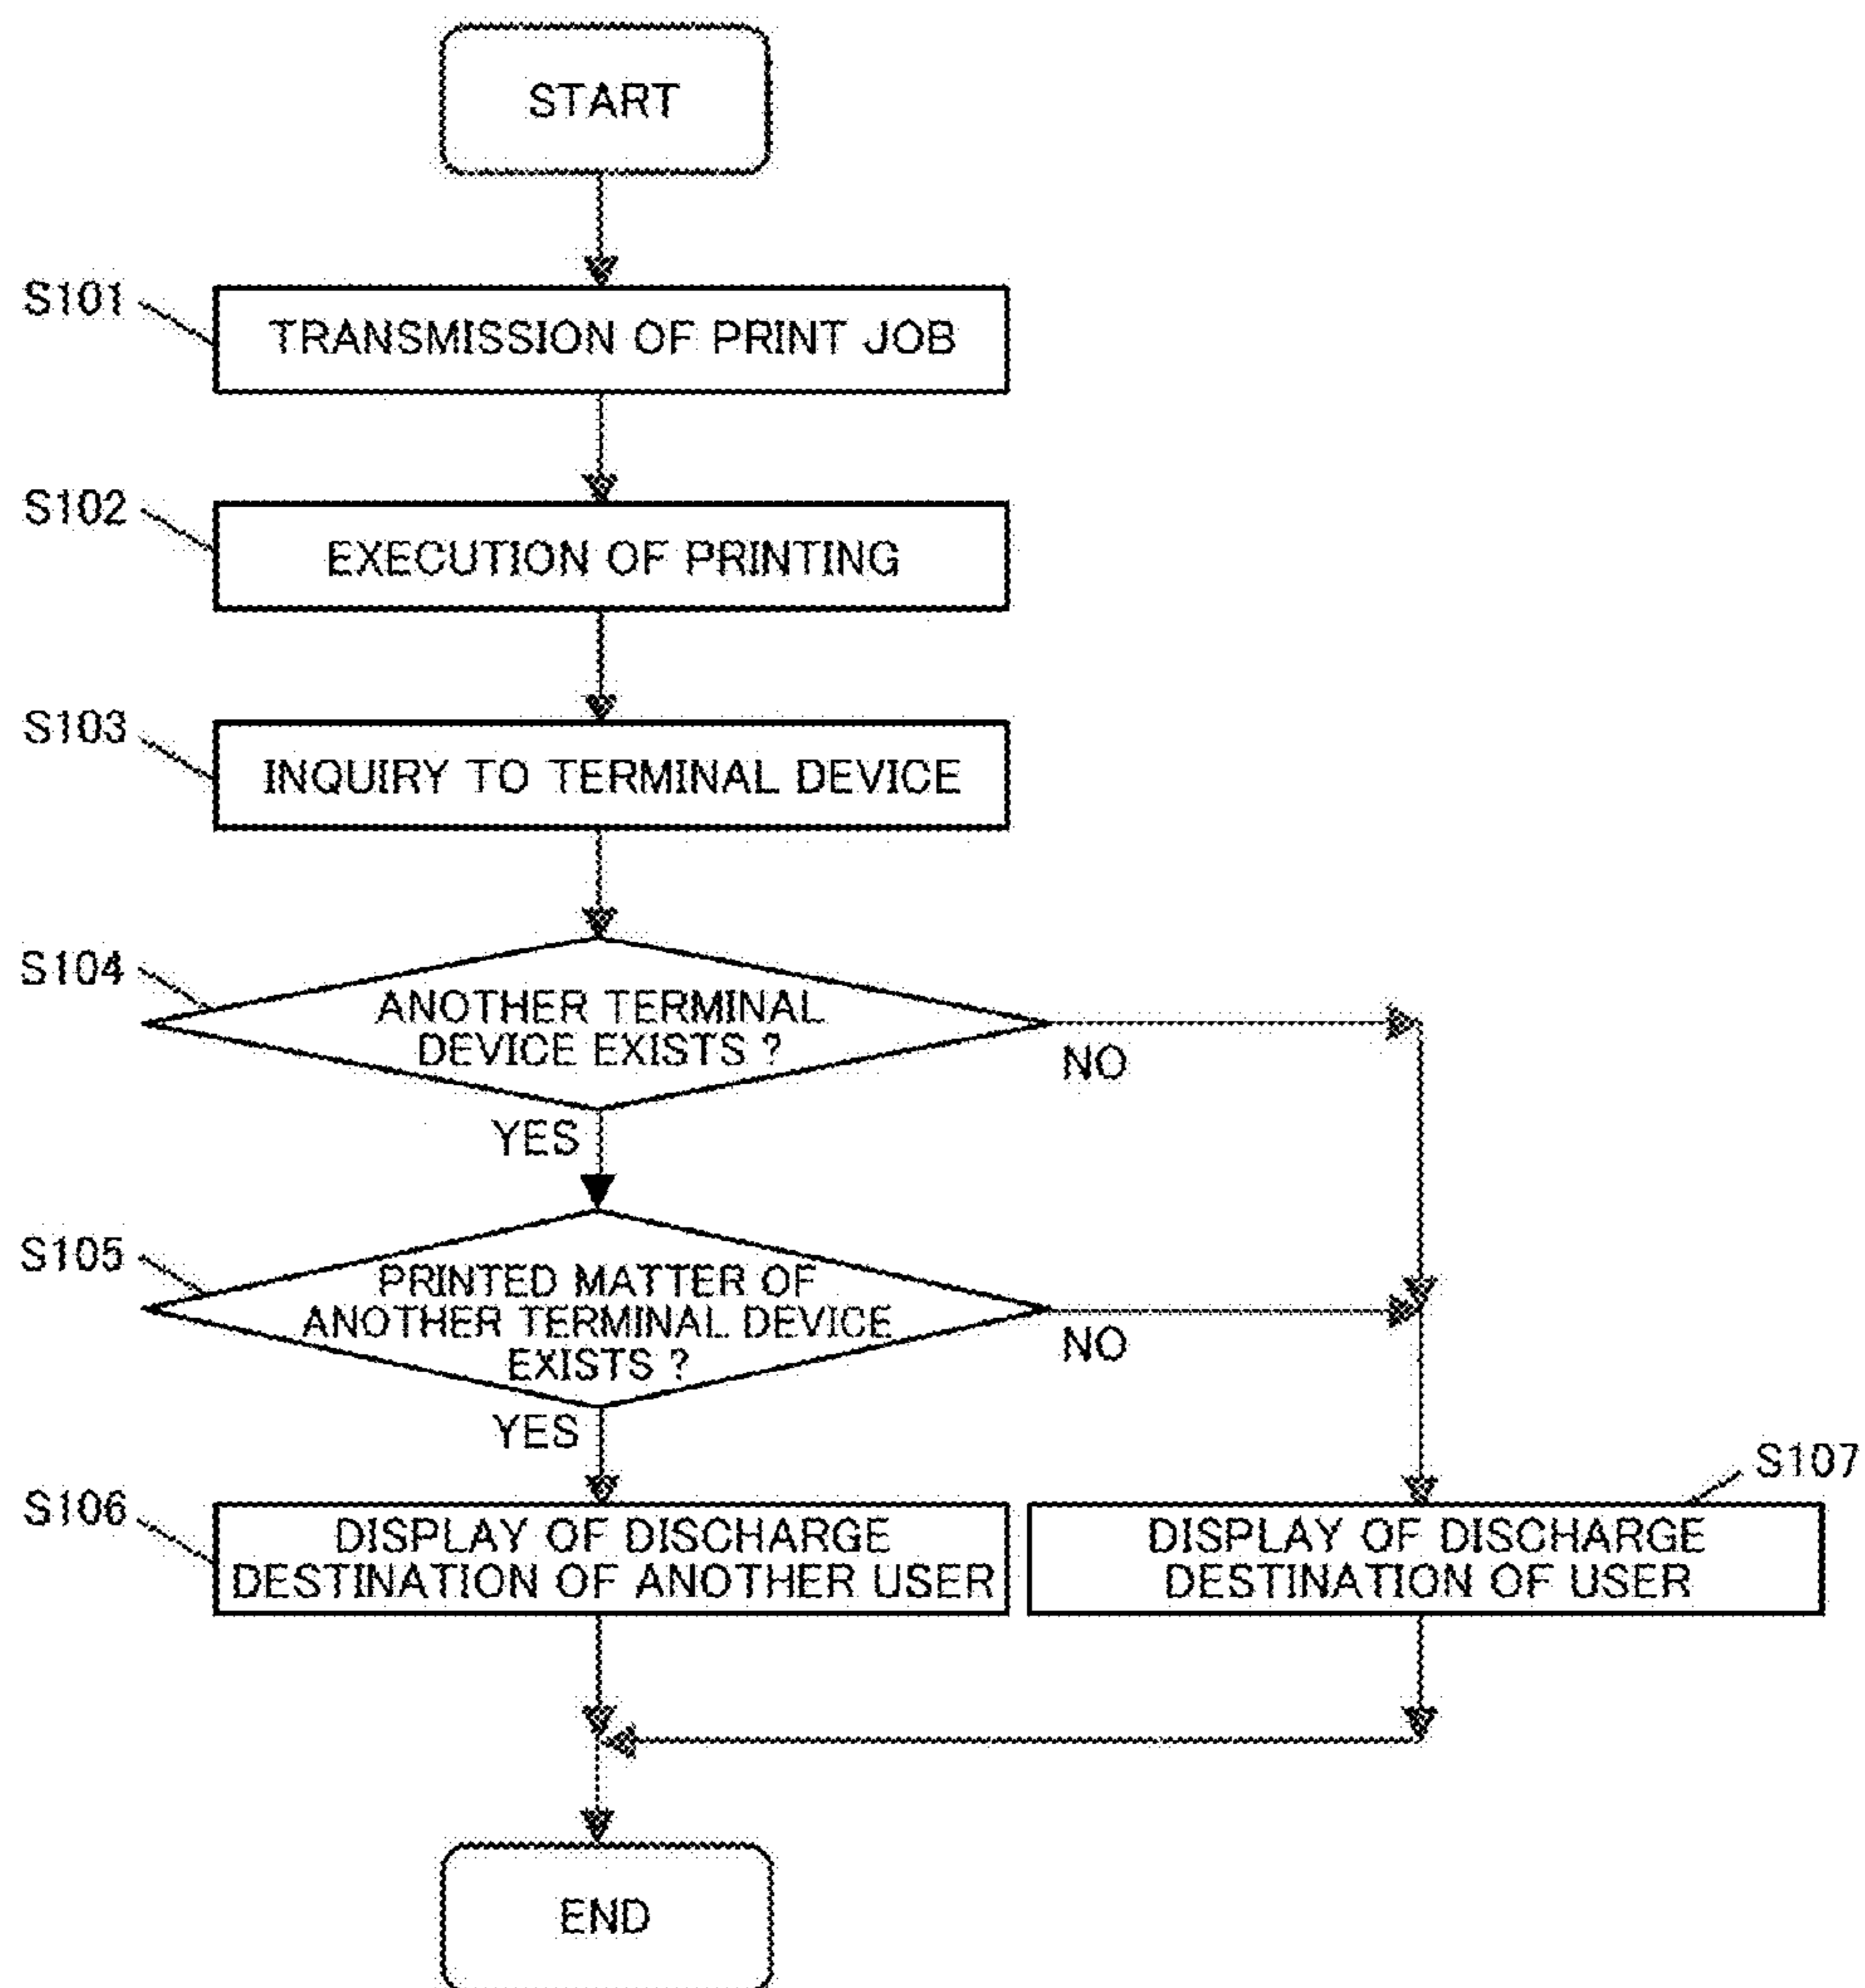 START
S101
TRANSMISSION OF PRINT JOB
S102
EXECUTION OF PRINTING
S103
INQUIRY TO TERMINAL DEVICE
S104
ANOTHER TERMINAL
DEVICE EXISTS ?
NO
YES
S105
PRINTED MATTER OF
ANOTHER TERMINAL DEVICE
EXISTS ?
NO
YES
S106
DISPLAY OF DISCHARGE
DESTINATION OF ANOTHER USER
S107
DISPLAY OF DISCHARGE
DESTINATION OF USER
END